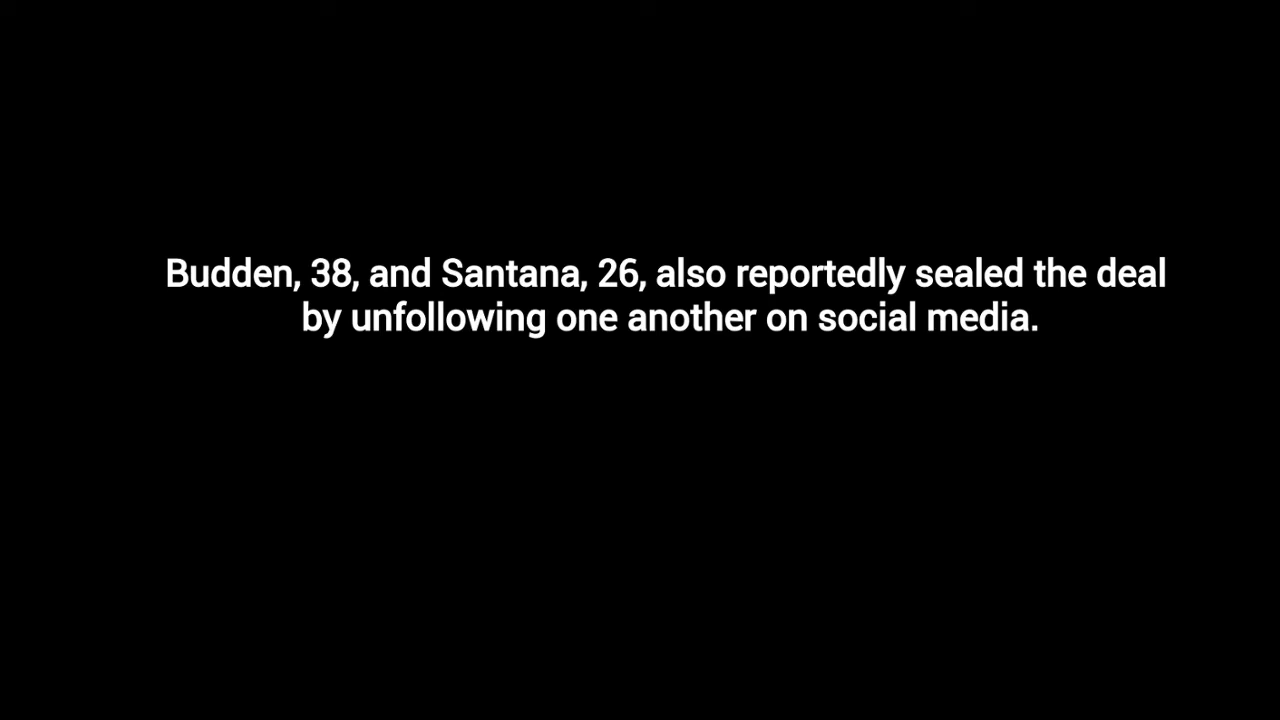 Budden, 38, and Santana, 26, also reportedly sealed the deal
by unfollowing one another on social media.